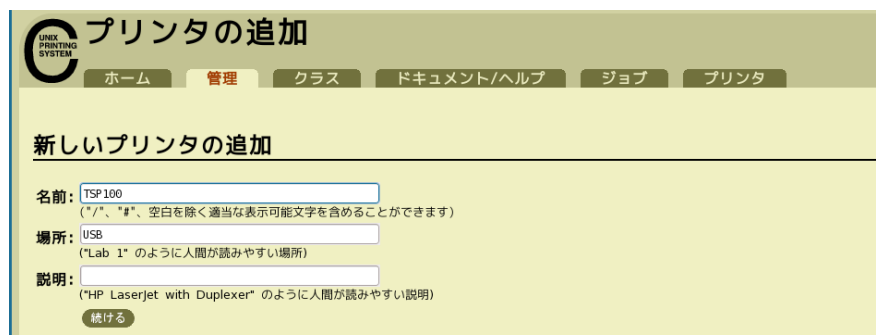 UNIX
PRINTING
SYSTEM
プリンタの追加
ホーム 管理 クラス ドキュメント/ヘルプ ジョブ プリンタ
新しいプリンタの追加
名前: TSP100
("/"、"#"、空白を除く適当な表示可能文字を含めることができます)
場所: USB
("Lab 1" のように人間が読みやすい場所)
説明:
("HP LaserJet with Duplexer" のように人間が読みやすい説明)
続ける